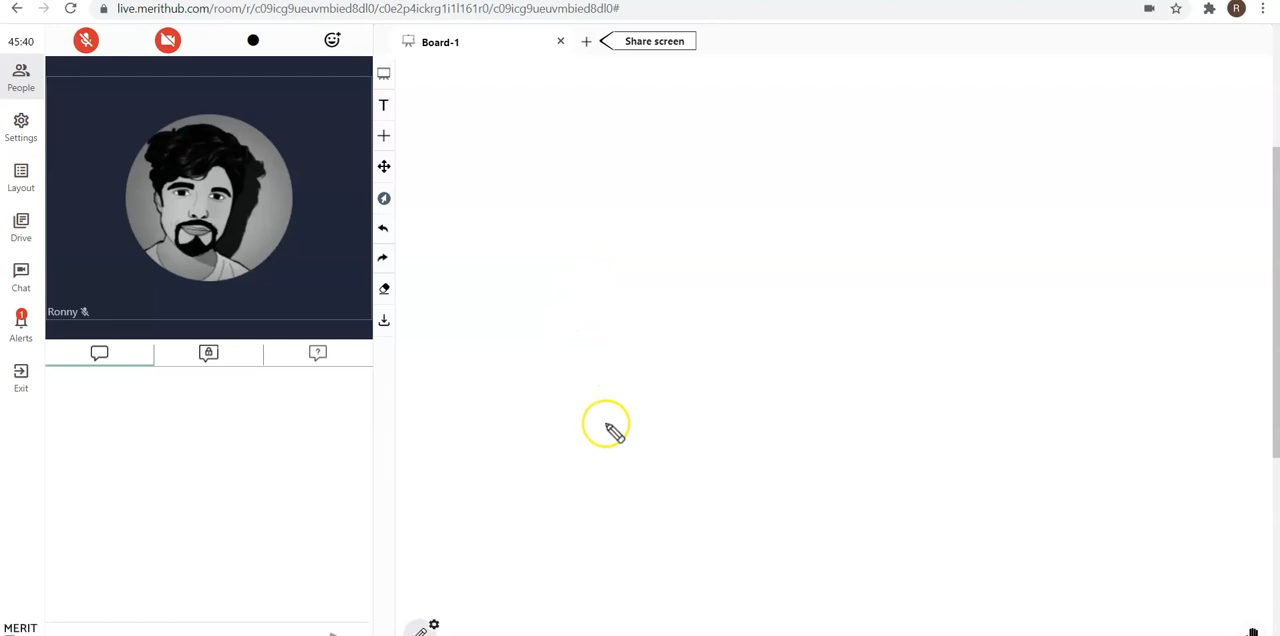 live.merithub.com/room/r/c09icg9ueuvmbied8dl0/c0e2p4ickrg1i1l161r0/c09icg9ueuvmbied8dl0#
R
45:40
Board-1
Share screen
People
T
Settings
Layout
Drive
Chat
1
Alerts
Exit
Ronny
?
MERIT